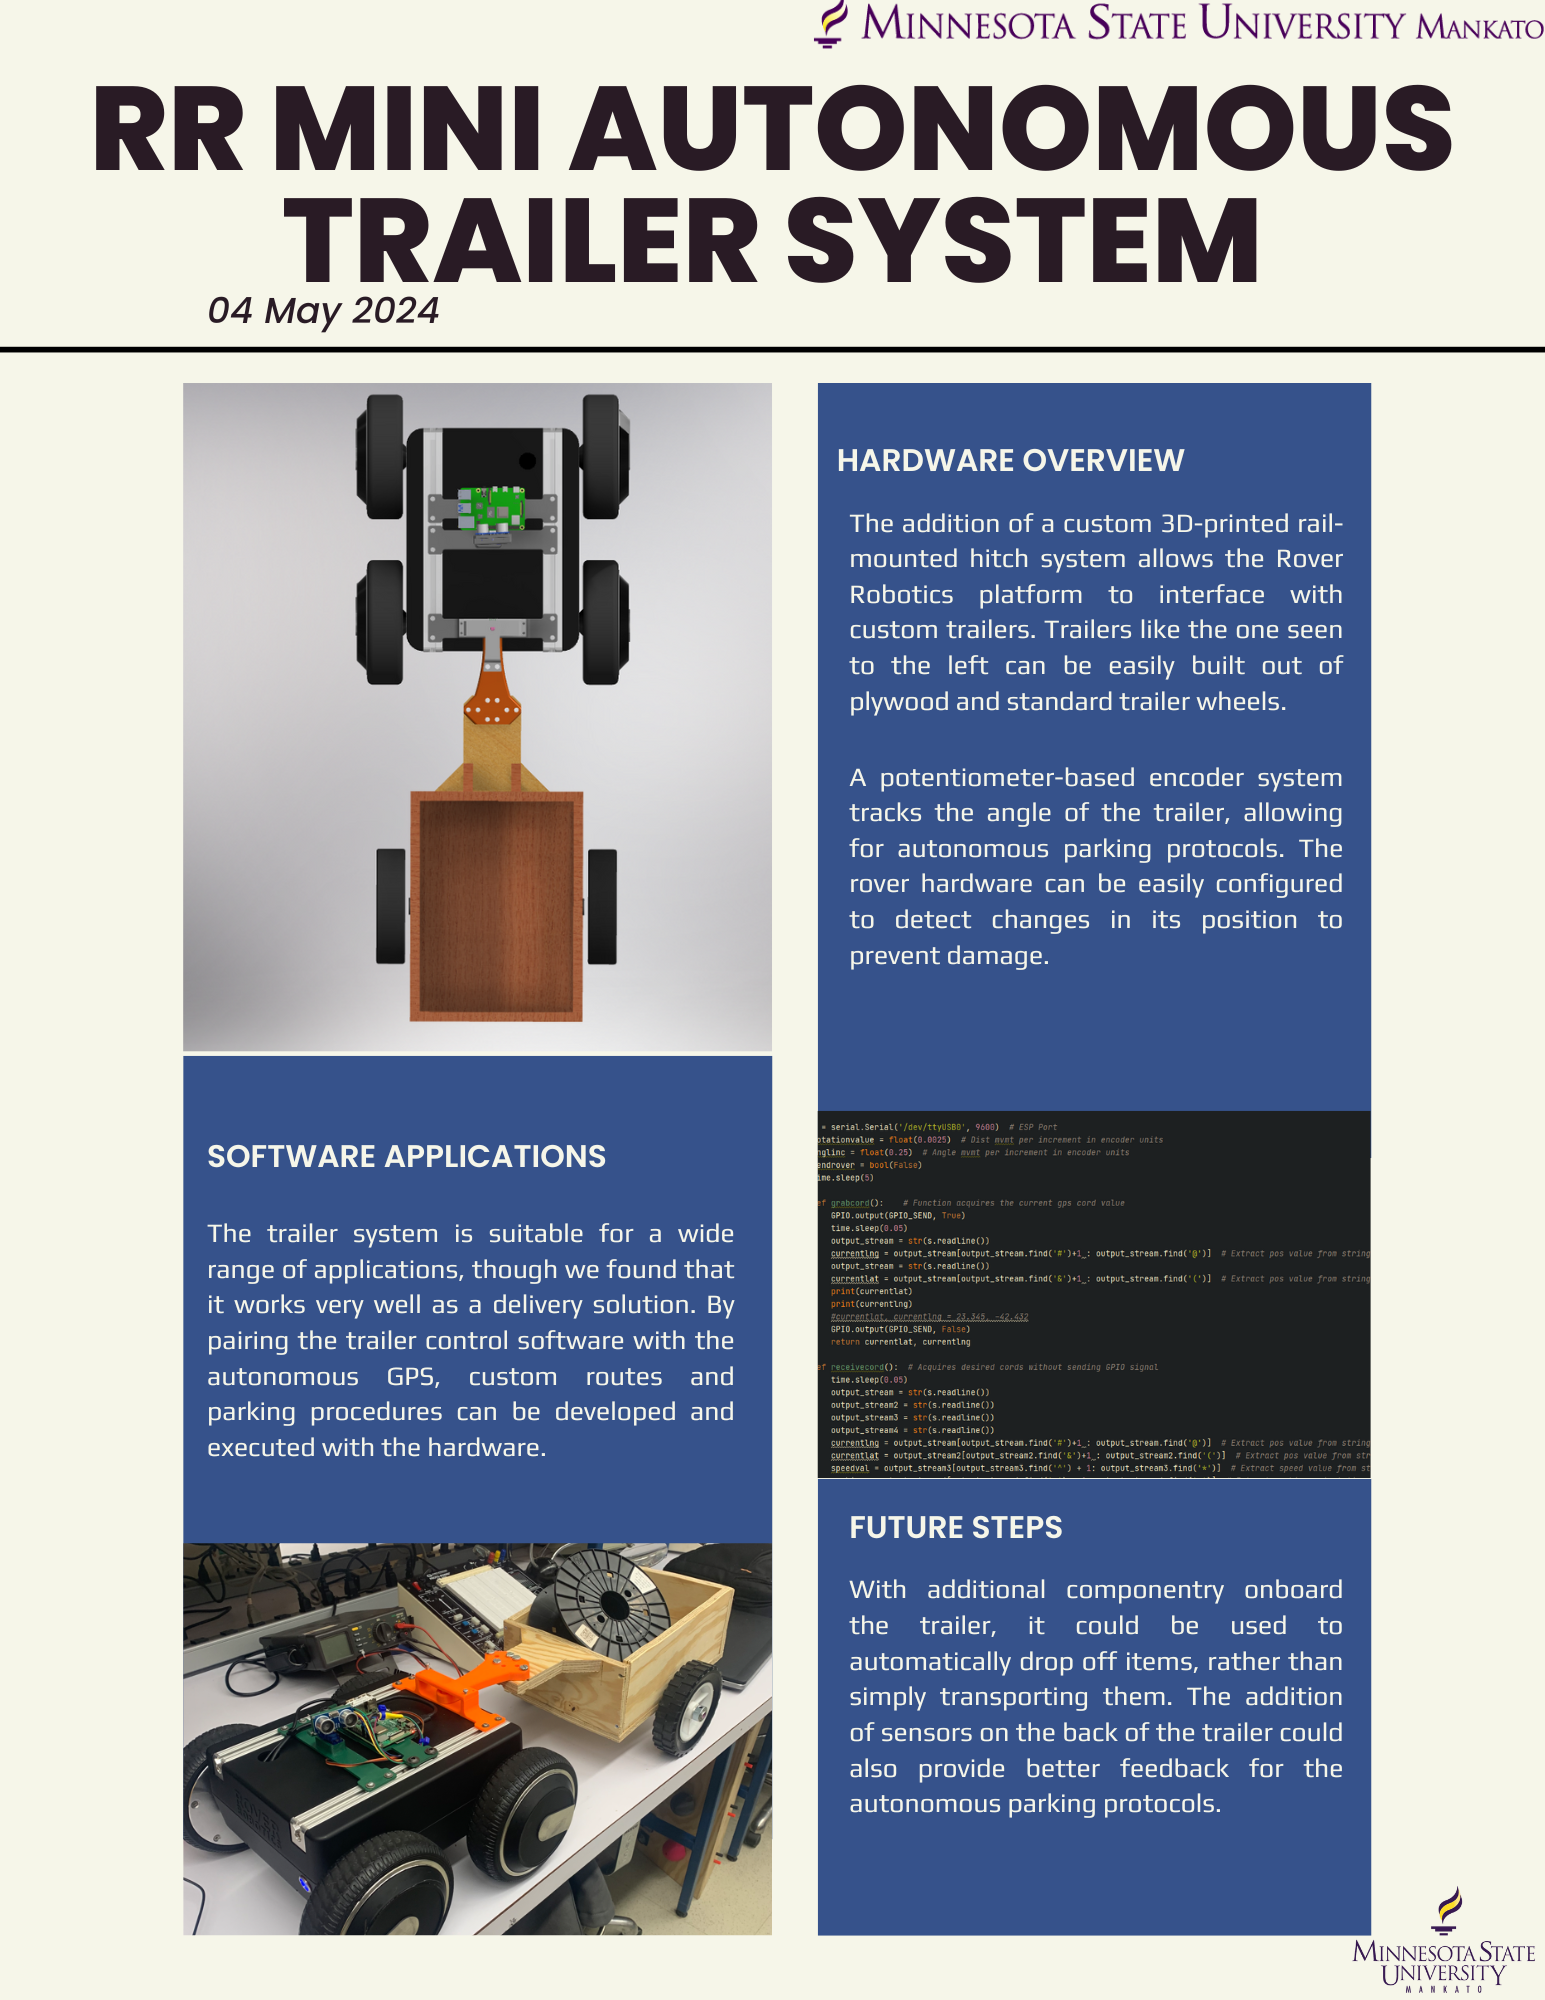 MINNESOTA STATE UNIVERSITY MANKATO
RR MINI AUTONOMOUS
TRAILER SYSTEM
04 May 2024
HARDWARE OVERVIEW
The addition of a custom 3D-printed rail-
mounted hitch system allows the Rover
Robotics platform to interface with
custom trailers. Trailers like the one seen
to the left can be easily built out of
plywood and standard trailer wheels.
A potentiometer-based encoder system
tracks the angle of the trailer, allowing
for autonomous parking protocols. The
rover hardware can be easily configured
to detect changes in its position to
prevent damage.
SOFTWARE APPLICATIONS
The trailer system is suitable for a wide
range of applications, though we found that
it works very well as a delivery solution. By
pairing the trailer control software with the
autonomous GPS, custom routes and
parking procedures can be developed and
executed with the hardware.
= serial.Serial('/dev/ttyUSB0', 9600)  # ESP Port
otationvalue = float(0.0025)  # Dist mvmt per increment in encoder units
nglinc = float(0.25)  # Angle mvmt per increment in encoder units
endrover = bool(False)
ime.sleep(5)
ef grabcord():    # Function acquires the current gps cord value
GPIO.output(GPIO_SEND, True)
time.sleep(0.05)
output_stream = str(s.readline())
currentlng = output_stream[output_stream.find('#')+1_: output_stream.find('@')]  # Extract pos value from string
output_stream = str(s.readline())
currentlat = output_stream[output_stream.find('&')+1_: output_stream.find('(')]  # Extract pos value from string
print(currentlat)
print(currentlng)
#currentlat, currentlng = 23.345, -42.432
GPIO.output(GPIO_SEND, False)
return currentlat, currentlng
ef receivecord():  # Acquires desired cords without sending GPIO signal
time.sleep(0.05)
output_stream = str(s.readline())
output_stream2 = str(s.readline())
output_stream3 = str(s.readline())
output_stream4 = str(s.readline())
currentlng = output_stream[output_stream.find('#')+1_: output_stream.find('@')]  # Extract pos value from string
currentlat = output_stream2[output_stream2.find('&')+1_: output_stream2.find('(')]  # Extract pos value from str
speedval = output_stream3[output_stream3.find('^') + 1: output_stream3.find('*')]  # Extract speed value from st
FUTURE STEPS
With additional componentry onboard
the trailer, it could be used to
automatically drop off items, rather than
simply transporting them. The addition
of sensors on the back of the trailer could
also provide better feedback for the
autonomous parking protocols.
MINNESOTA STATE
UNIVERSITY
MANKATO